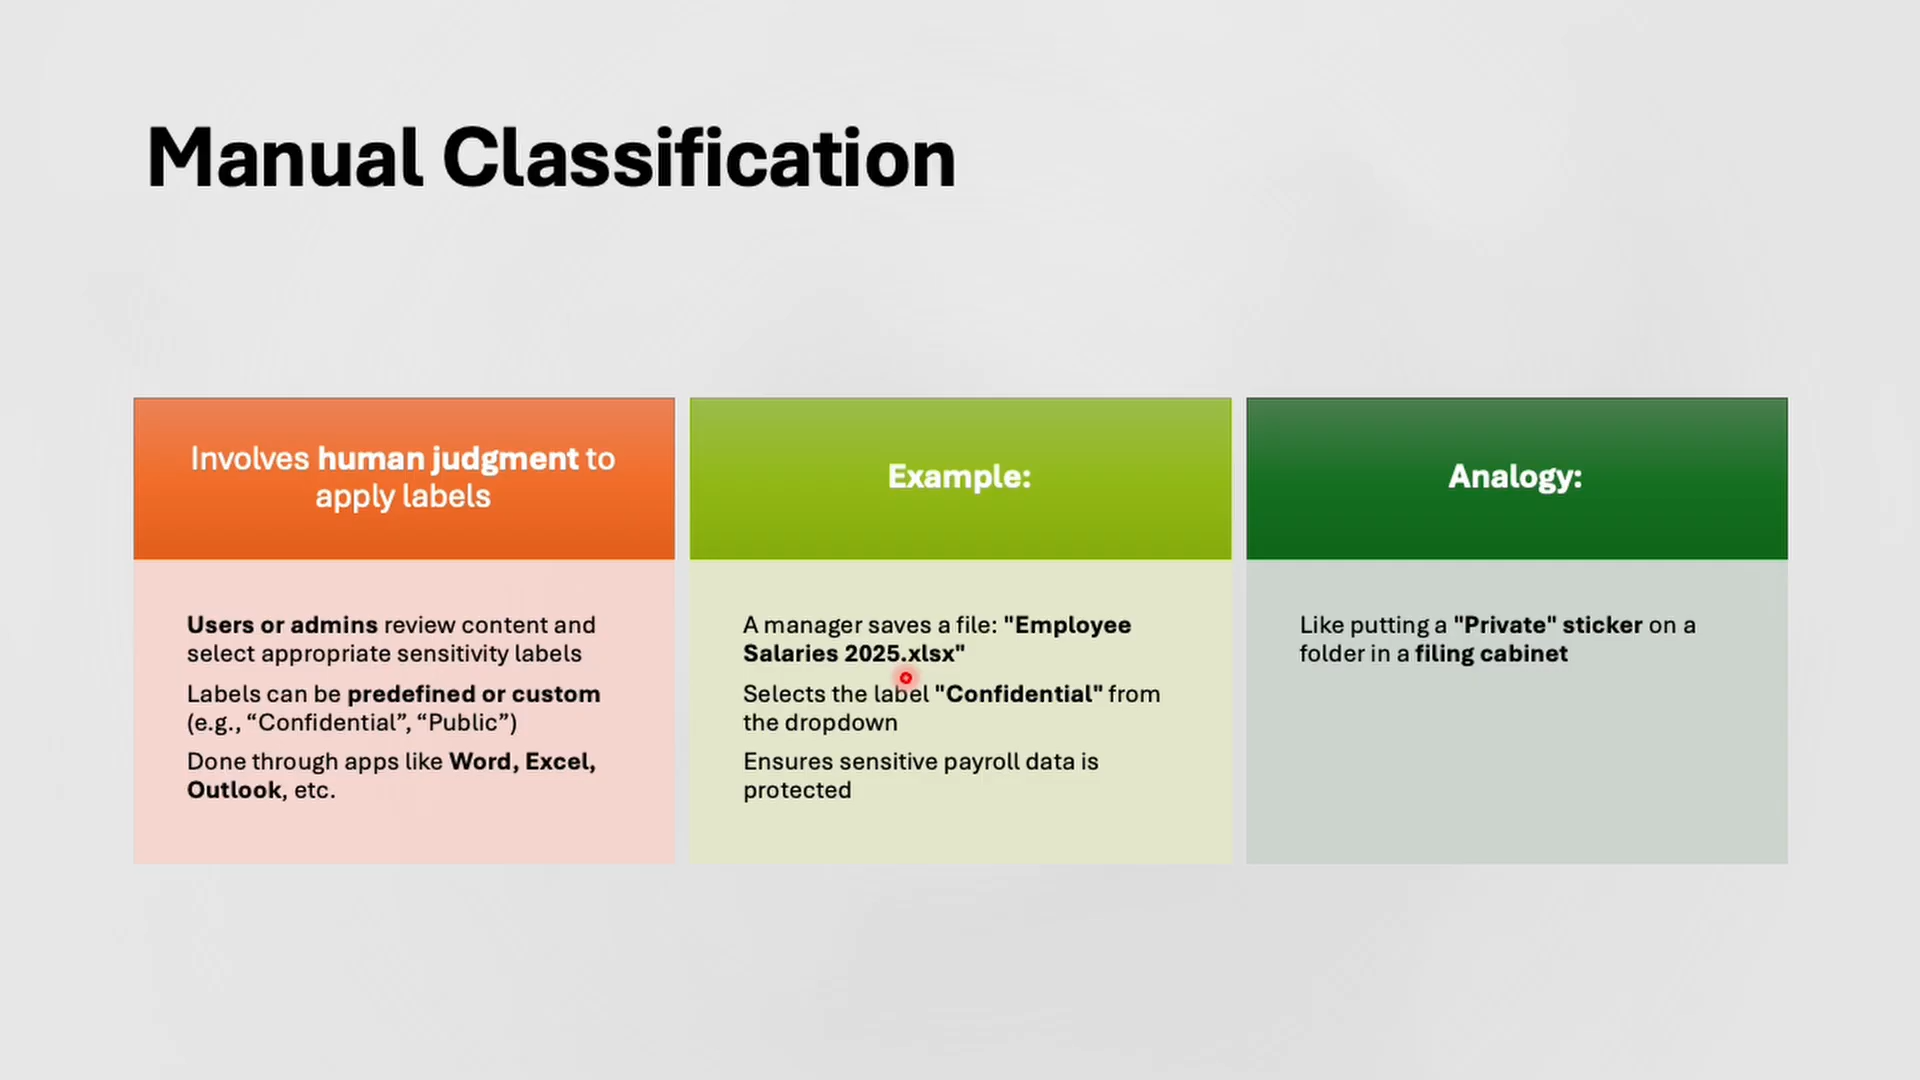 Manual Classification
Involves human judgment to
apply labels
Users or admins review content and
select appropriate sensitivity labels
Labels can be predefined or custom
(e.g., “Confidential”, “Public”)
Done through apps like Word, Excel,
Outlook, etc.
Example:
A manager saves a file: "Employee
Salaries 2025.xlsx"
Selects the label "Confidential" from
the dropdown
Ensures sensitive payroll data is
protected
Analogy:
Like putting a "Private" sticker on a
folder in a filing cabinet